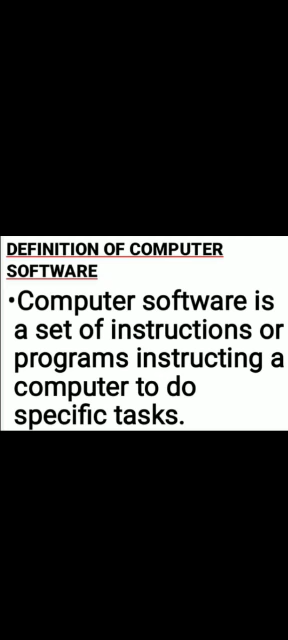 DEFINITION OF COMPUTER
SOFTWARE
•Computer software is
a set of instructions or
programs instructing a
computer to do
specific tasks.